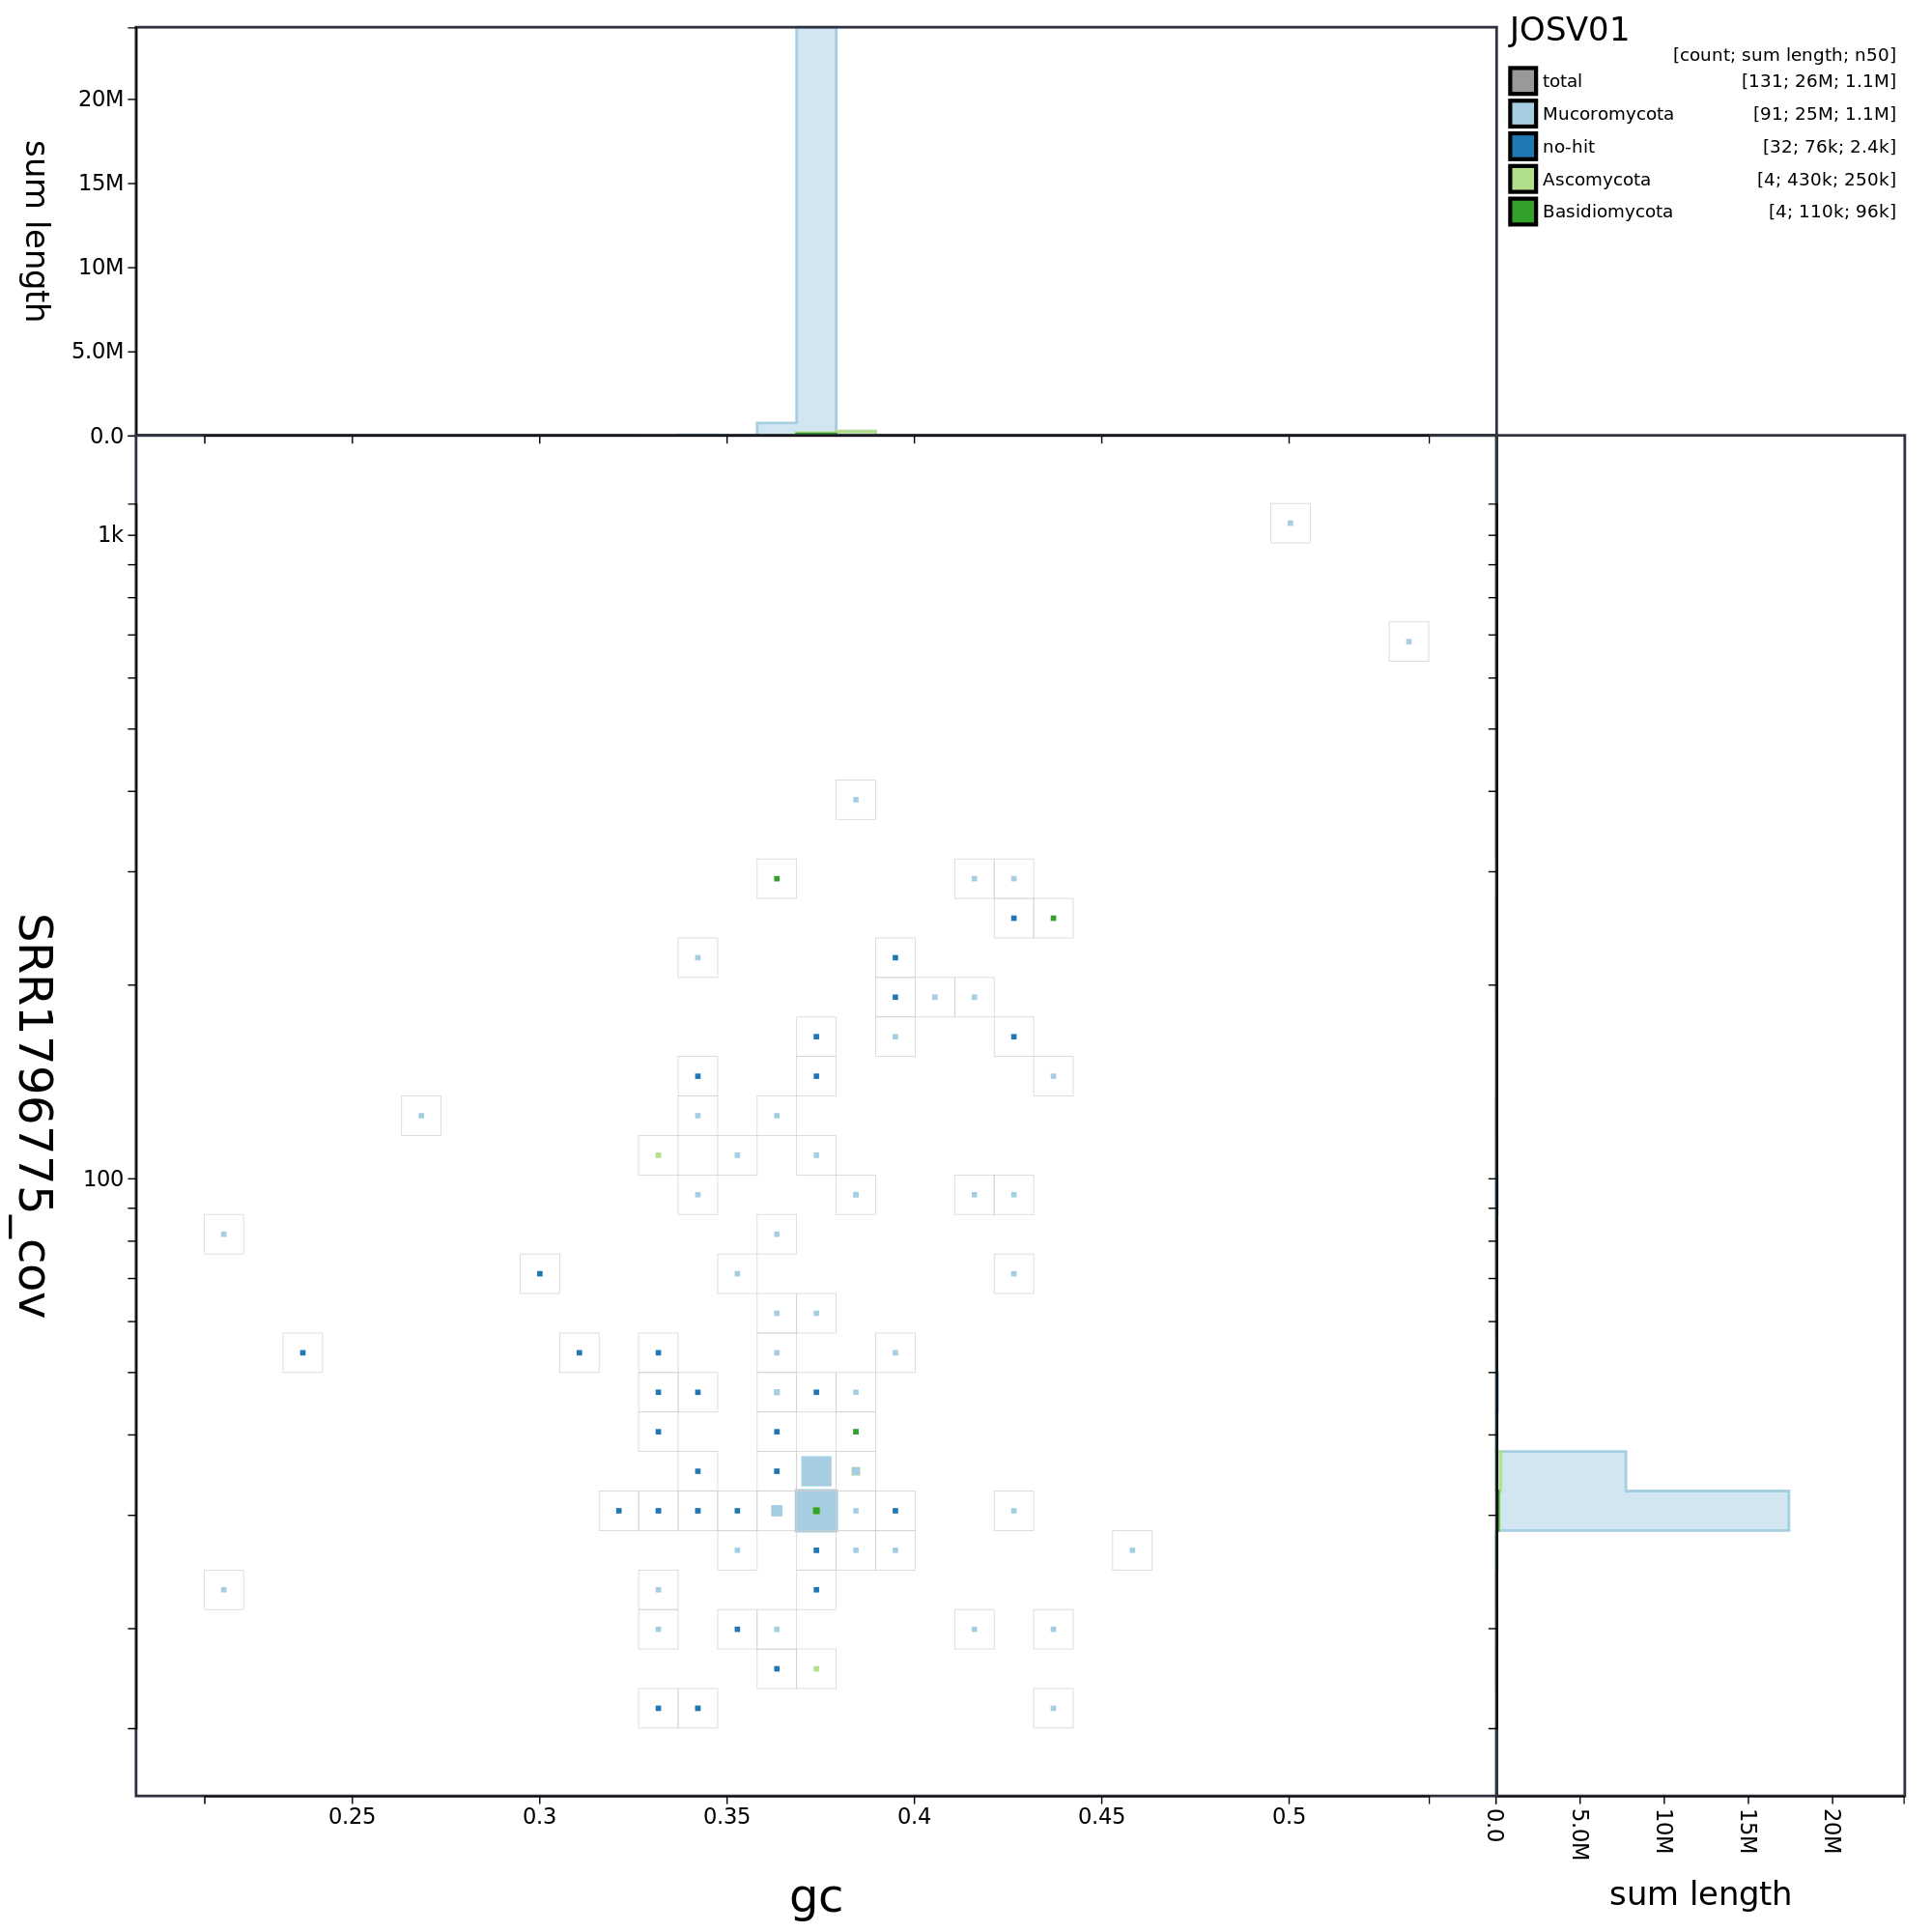 JOSV01
[count; sum length; n50]
total [131; 26M; 1.1M]
Mucoromycota [91; 25M; 1.1M]
no-hit [32; 76k; 2.4k]
Ascomycota [4; 430k; 250k]
Basidiomycota [4; 110k; 96k]
sum length
20M
15M
10M
5.0M
0.0
SRR1796775_cov
1k
100
0.25 0.3 0.35 0.4 0.45 0.5
gc
0.0 5.0M 10M 15M 20M
sum length